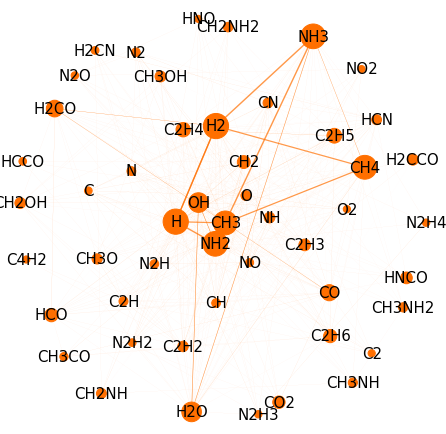 HNO
CH2NH2
NH3
H2CN
N2
NO2
N2O
CH3OH
CN
H2CO
HCN
H2
C2H4
C2H5
HCCO
CH2
H2CCO
CH4
N
C
O
CH2OH
OH
O2
NH
H
CH3
N2H4
NH2
C2H3
C4H2
CH3O
N2H
NO
HNCO
CO
C2H
CH
CH3NH2
HCO
C2H6
N2H2
C2H2
C2
CH3CO
CH3NH
CH2NH
CO2
H2O
N2H3